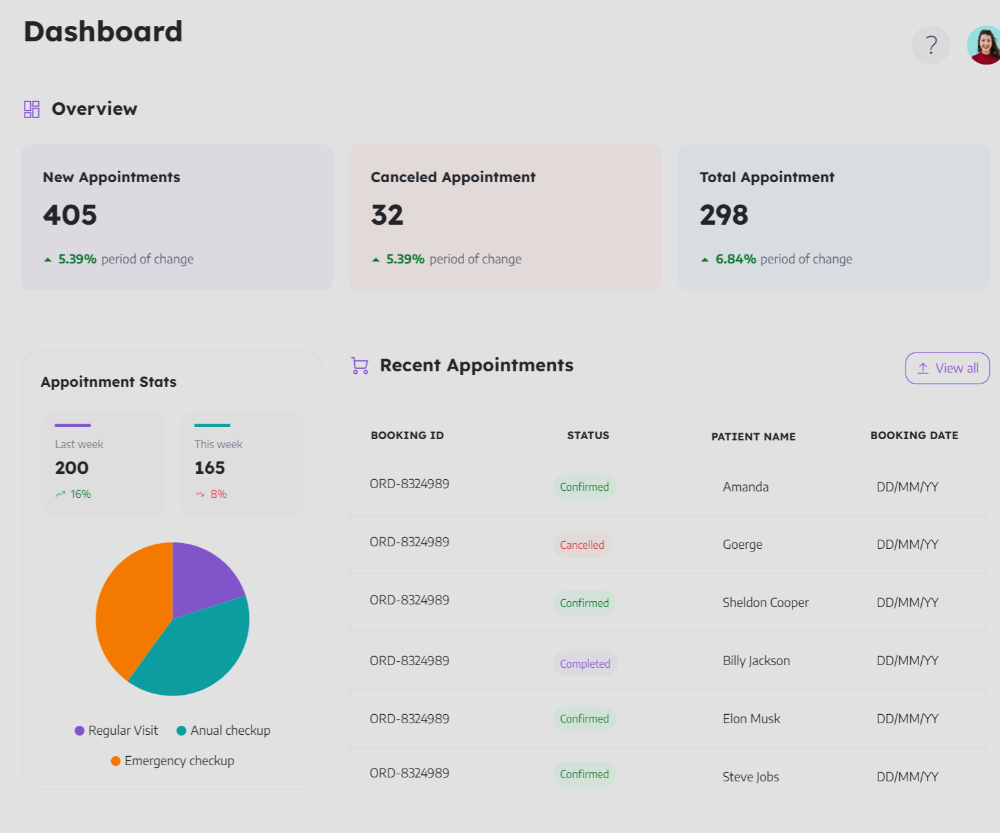 Dashboard
?
Overview
New Appointments
405
5.39% period of change
Canceled Appointment
32
5.39% period of change
Total Appointment
298
6.84% period of change
Appoitnment Stats
Last week
200
16%
This week
165
8%
Regular Visit
Anual checkup
Emergency checkup
Recent Appointments
View all
BOOKING ID STATUS PATIENT NAME BOOKING DATE
ORD-8324989 Confirmed Amanda DD/MM/YY
ORD-8324989 Cancelled Goerge DD/MM/YY
ORD-8324989 Confirmed Sheldon Cooper DD/MM/YY
ORD-8324989 Completed Billy Jackson DD/MM/YY
ORD-8324989 Confirmed Elon Musk DD/MM/YY
ORD-8324989 Confirmed Steve Jobs DD/MM/YY